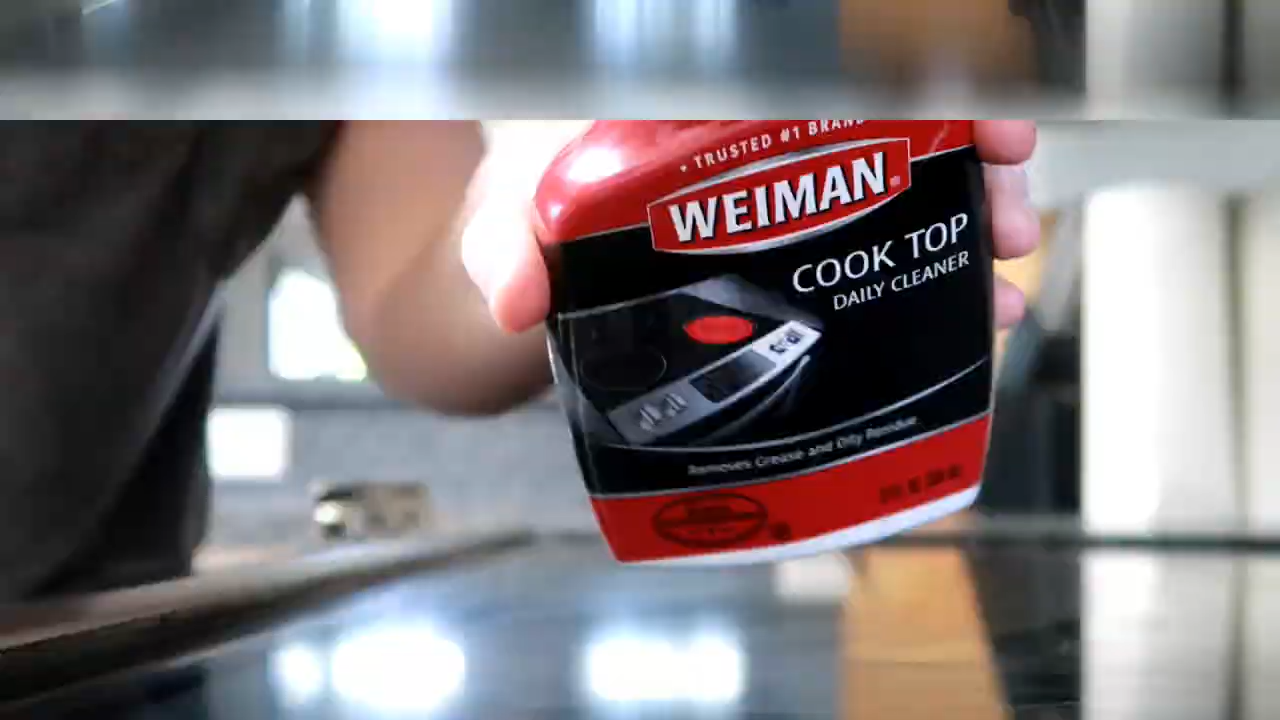 • TRUSTED #1 BRAND
WEIMAN®
COOK TOP
DAILY CLEANER
Removes Grease and Oily Residue